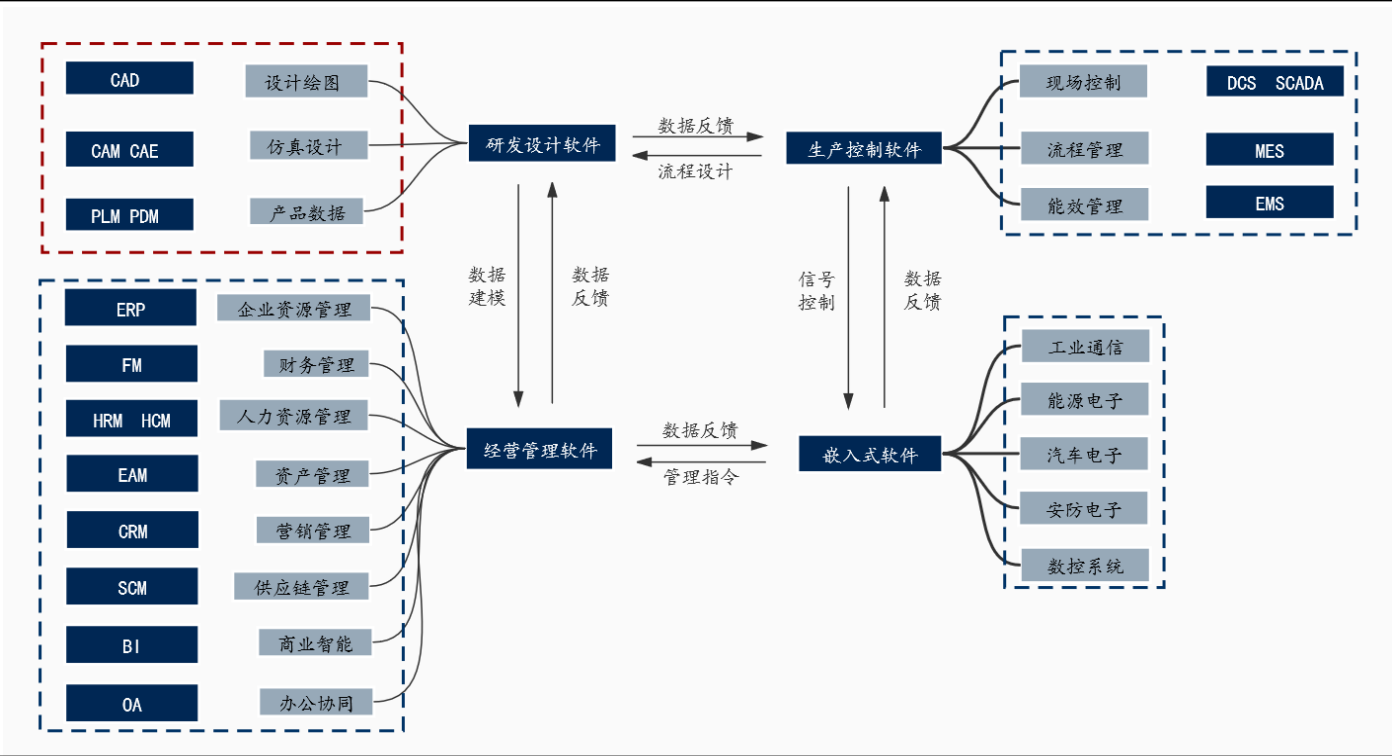 CAD
设计绘图
CAM CAE
仿真设计
PLM PDM
产品数据
研发设计软件
数据反馈
流程设计
生产控制软件
现场控制
DCS SCADA
流程管理
MES
能效管理
EMS
数据
建模
数据
反馈
信号
控制
数据
反馈
ERP
企业资源管理
FM
财务管理
HRM HCM
人力资源管理
EAM
资产管理
CRM
营销管理
SCM
供应链管理
BI
商业智能
OA
办公协同
经营管理软件
数据反馈
管理指令
嵌入式软件
工业通信
能源电子
汽车电子
安防电子
数控系统